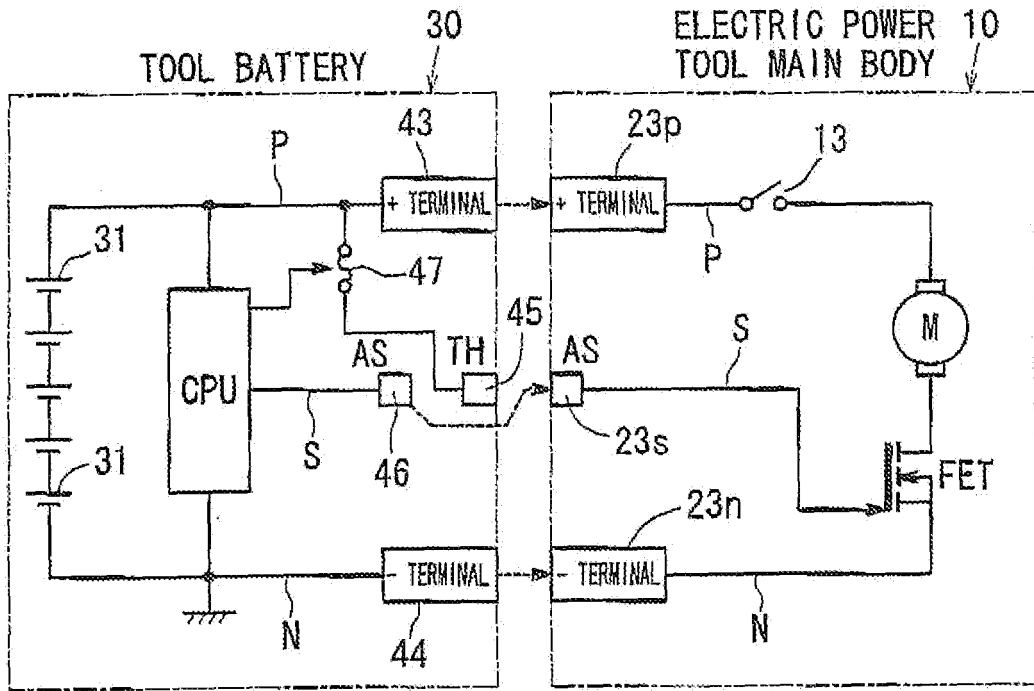 TOOL BATTERY
30
ELECTRIC POWER
TOOL MAIN BODY
10
P
43
+ TERMINAL
23p
+ TERMINAL
13
P
31
47
M
CPU
AS
TH
45
AS
S
S
46
23s
FET
31
23n
- TERMINAL
- TERMINAL
N
44
N